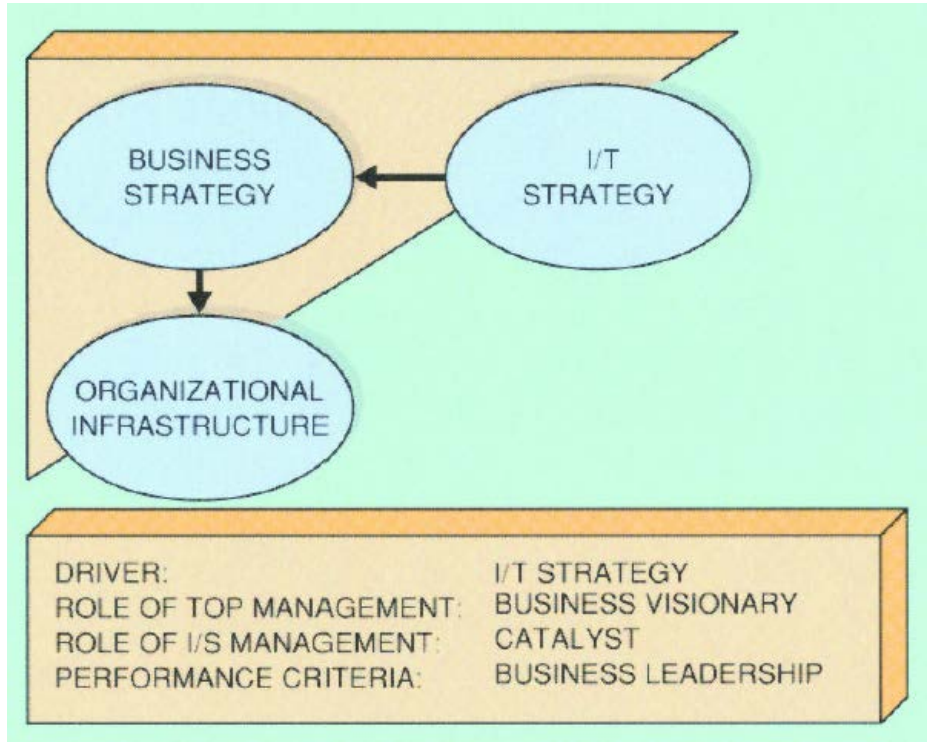 BUSINESS
STRATEGY
I/T
STRATEGY
ORGANIZATIONAL
INFRASTRUCTURE
DRIVER: I/T STRATEGY
ROLE OF TOP MANAGEMENT: BUSINESS VISIONARY
ROLE OF I/S MANAGEMENT: CATALYST
PERFORMANCE CRITERIA: BUSINESS LEADERSHIP